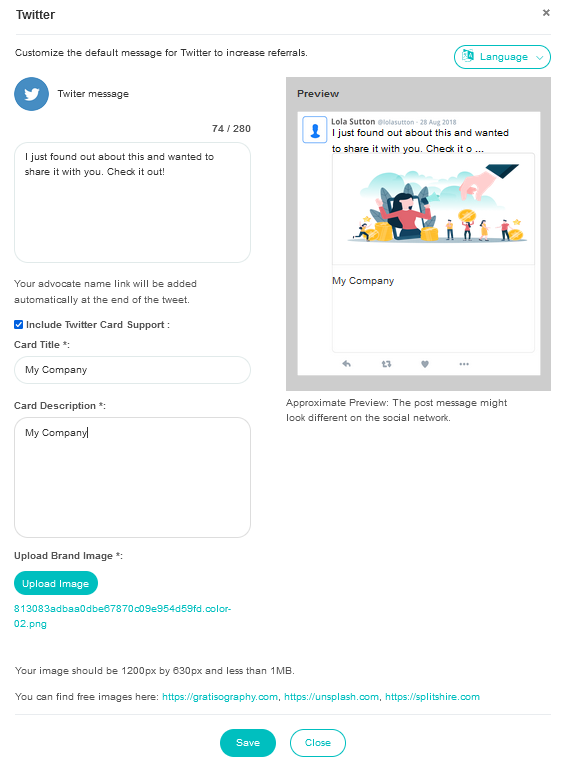 Twitter
×
Customize the default message for Twitter to increase referrals.
Language
Twiter message
74 / 280
I just found out about this and wanted to
share it with you. Check it out!
Your advocate name link will be added
automatically at the end of the tweet.
Include Twitter Card Support :
Card Title *:
My Company
Card Description *:
My Company
Upload Brand Image *:
Upload Image
813083adbaa0dbe67870c09e954d59fd.color-
02.png
Preview
Lola Sutton @lolasutton - 28 Aug 2018
I just found out about this and wanted
to share it with you. Check it o ...
My Company
Approximate Preview: The post message might
look different on the social network.
Your image should be 1200px by 630px and less than 1MB.
You can find free images here: https://gratisography.com, https://unsplash.com, https://splitshire.com
Save
Close